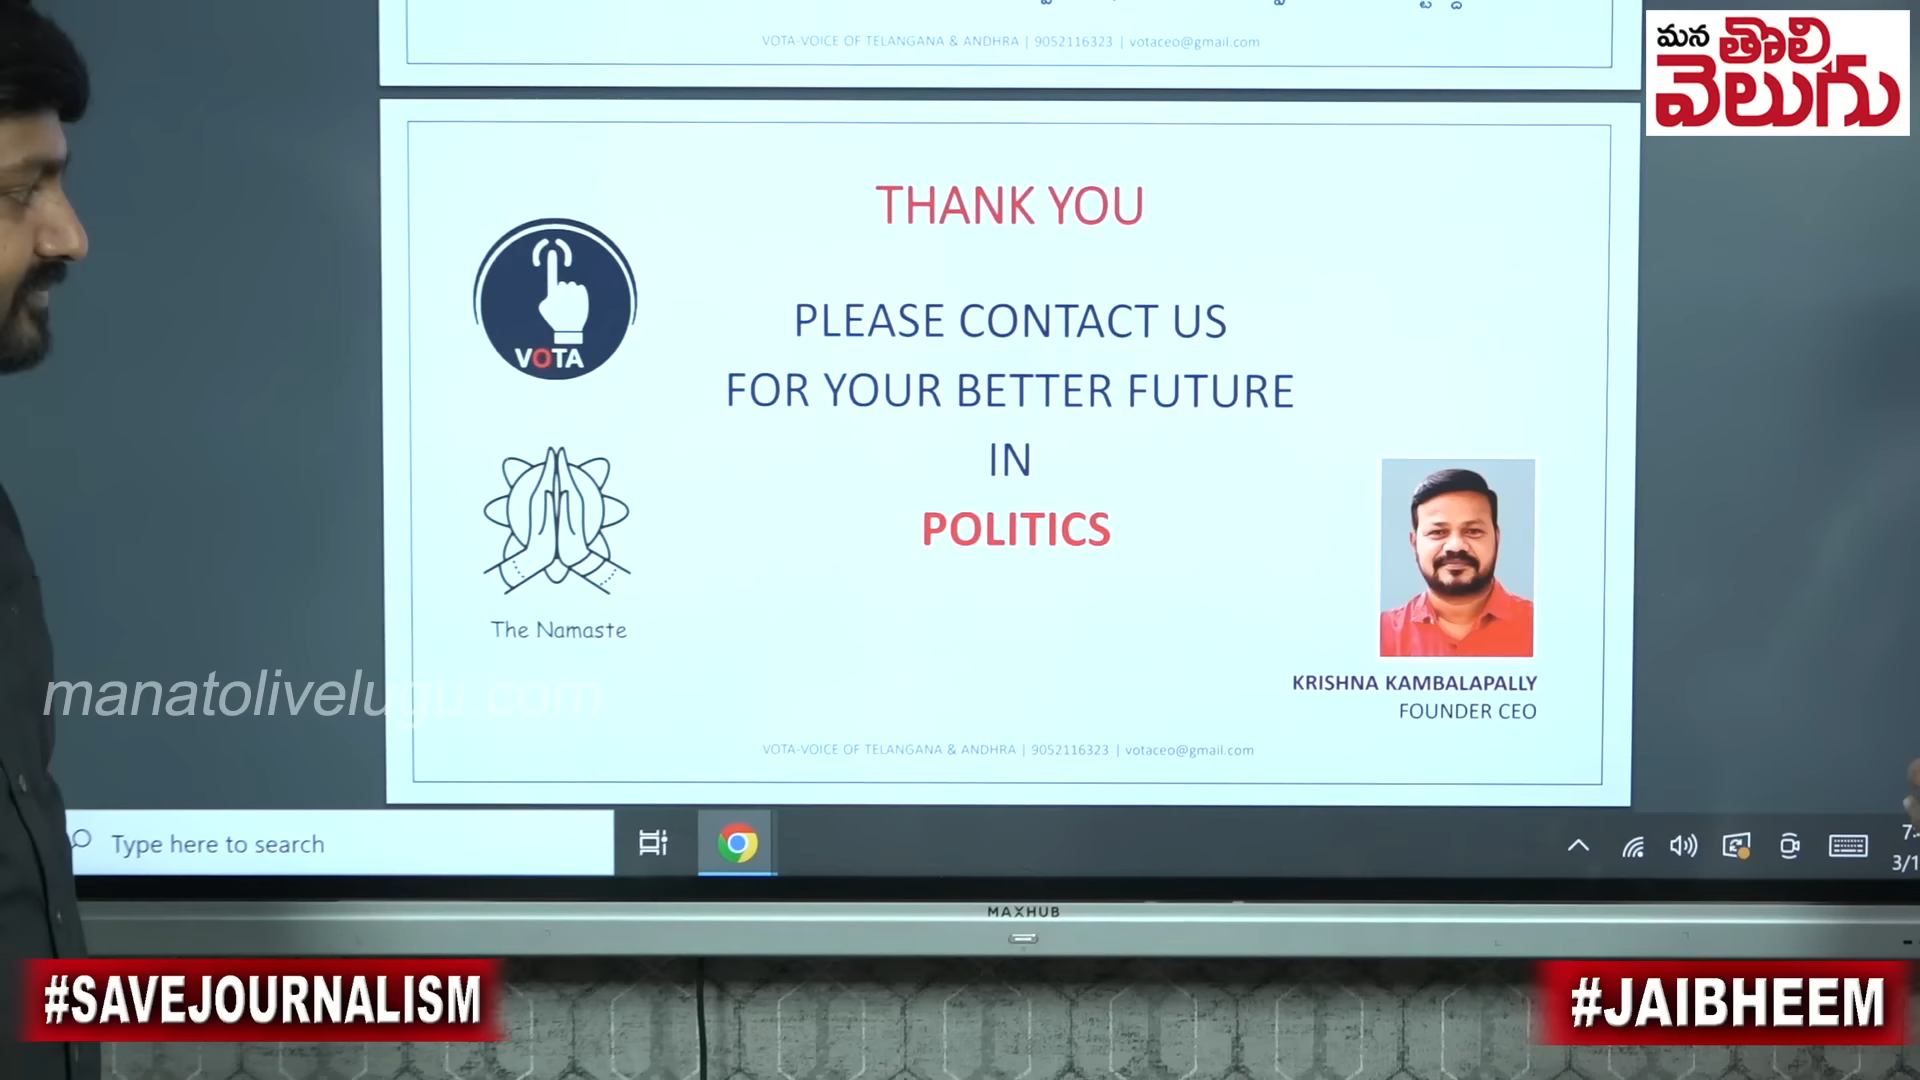 VOTA-VOICE OF TELANGANA & ANDHRA | 9052116323 | votaceo@gmail.com
మన తొలి
వెలుగు
THANK YOU
VOTA
PLEASE CONTACT US
FOR YOUR BETTER FUTURE
IN
POLITICS
The Namaste
manatolivelugu.com
KRISHNA KAMBALAPALLY
FOUNDER CEO
VOTA-VOICE OF TELANGANA & ANDHRA | 9052116323 | votaceo@gmail.com
Type here to search
MAXHUB
#SAVEJOURNALISM
#JAIBHEEM